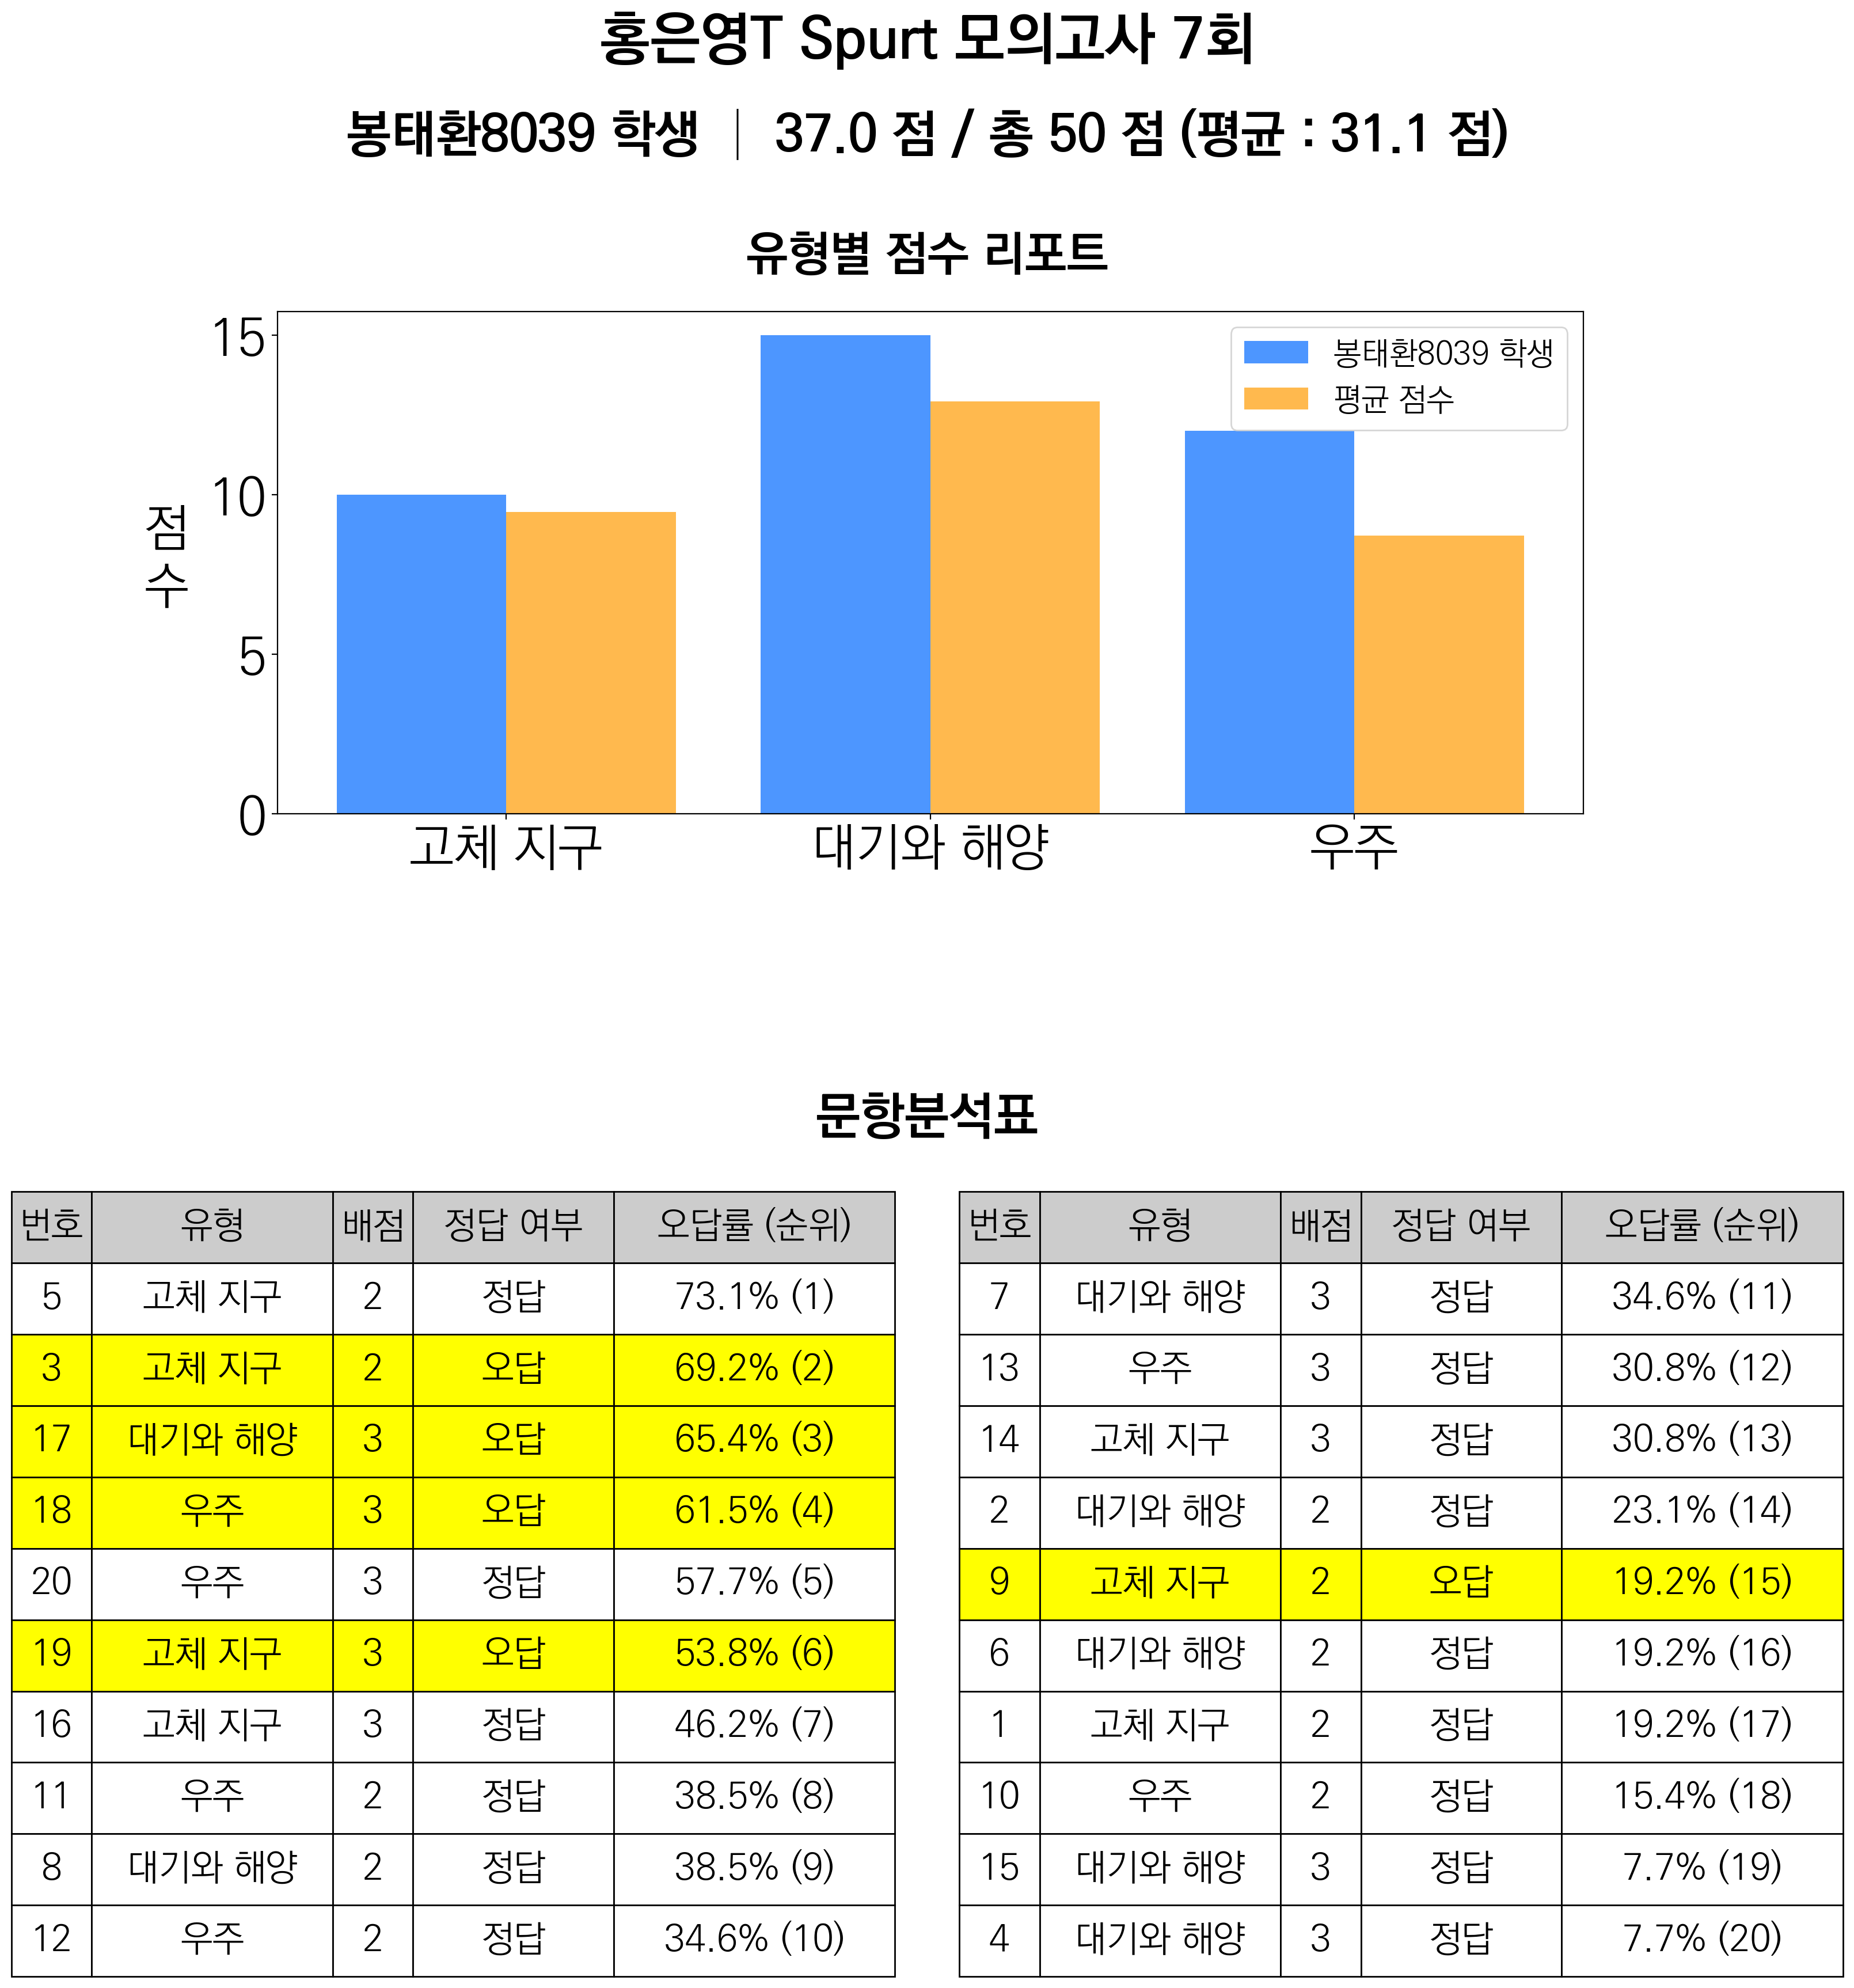 홍은영T Spurt 모의고사 7회
봉태환8039 학생 | 37.0 점 / 총 50 점 (평균 : 31.1 점)
유형별 점수 리포트
점수
15
10
5
0
봉태환8039 학생
평균 점수
고체 지구 대기와 해양 우주
문항분석표
번호 유형 배점 정답 여부 오답률 (순위)
5 고체 지구 2 정답 73.1% (1)
3 고체 지구 2 오답 69.2% (2)
17 대기와 해양 3 오답 65.4% (3)
18 우주 3 오답 61.5% (4)
20 우주 3 정답 57.7% (5)
19 고체 지구 3 오답 53.8% (6)
16 고체 지구 3 정답 46.2% (7)
11 우주 2 정답 38.5% (8)
8 대기와 해양 2 정답 38.5% (9)
12 우주 2 정답 34.6% (10)
번호 유형 배점 정답 여부 오답률 (순위)
7 대기와 해양 3 정답 34.6% (11)
13 우주 3 정답 30.8% (12)
14 고체 지구 3 정답 30.8% (13)
2 대기와 해양 2 정답 23.1% (14)
9 고체 지구 2 오답 19.2% (15)
6 대기와 해양 2 정답 19.2% (16)
1 고체 지구 2 정답 19.2% (17)
10 우주 2 정답 15.4% (18)
15 대기와 해양 3 정답 7.7% (19)
4 대기와 해양 3 정답 7.7% (20)